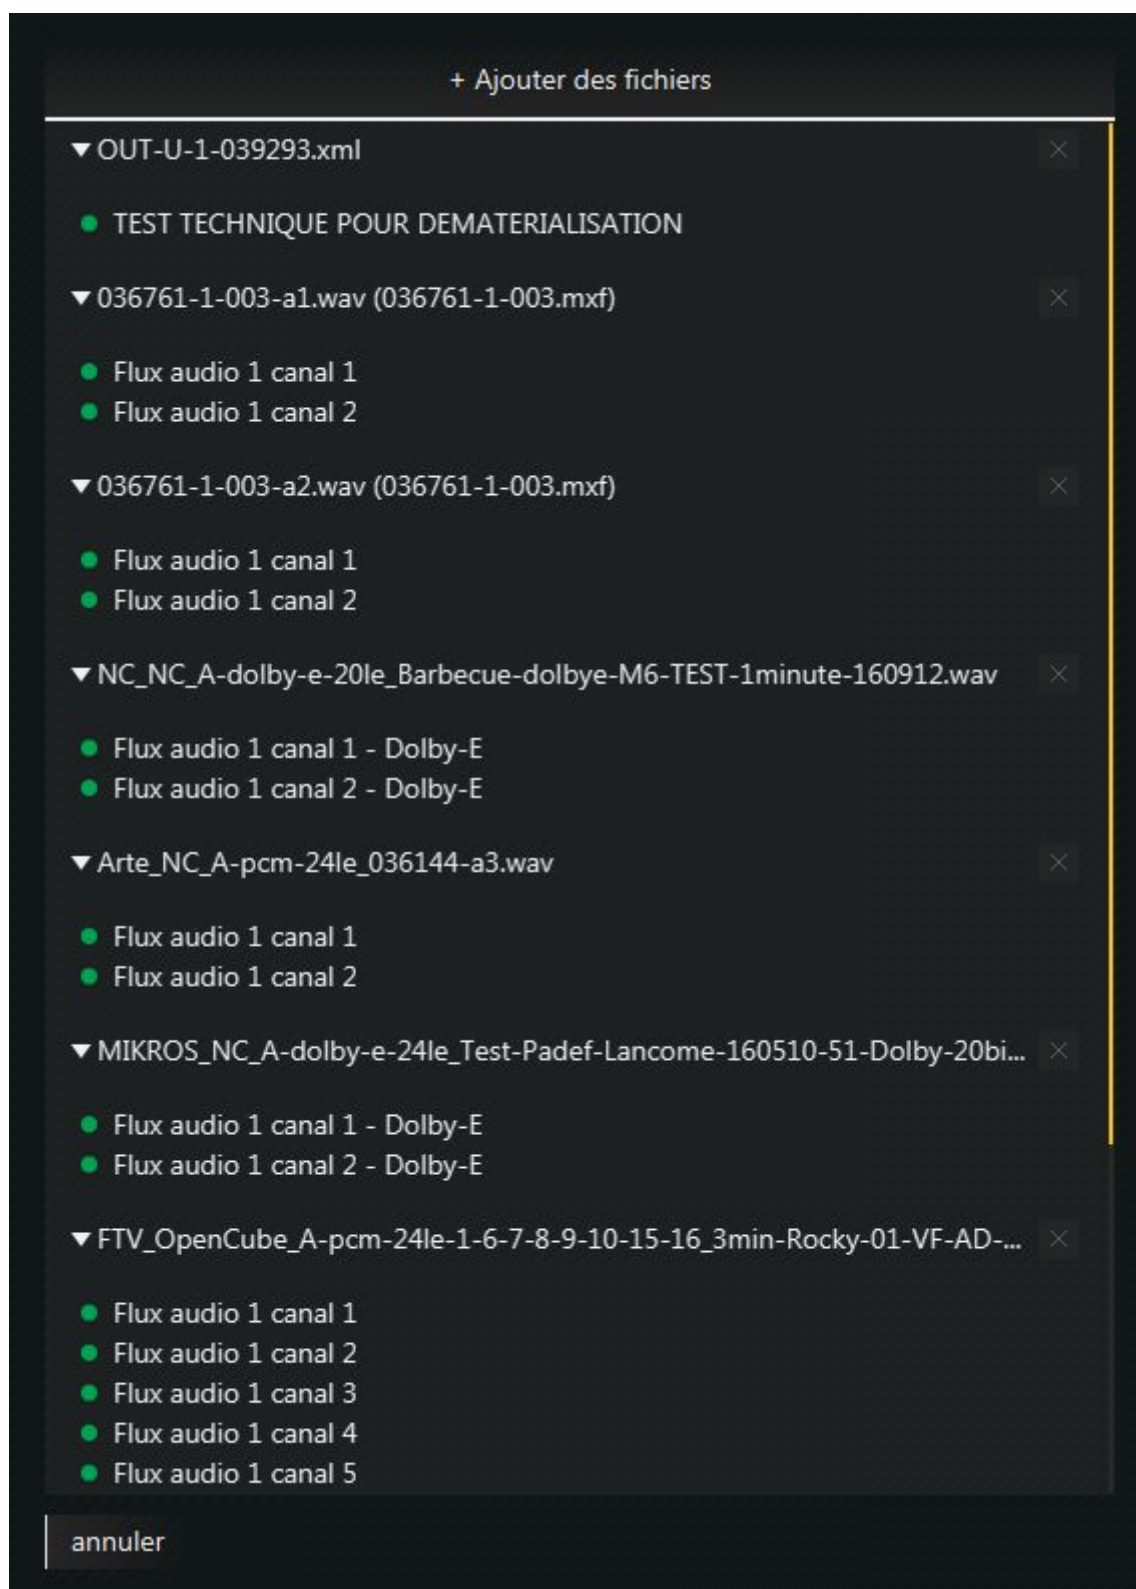 + Ajouter des fichiers
OUT-U-1-039293.xml
TEST TECHNIQUE POUR DEMATERIALISATION
036761-1-003-a1.wav (036761-1-003.mxf)
Flux audio 1 canal 1
Flux audio 1 canal 2
036761-1-003-a2.wav (036761-1-003.mxf)
Flux audio 1 canal 1
Flux audio 1 canal 2
NC_NC_A-dolby-e-20le_Barbecue-dolbye-M6-TEST-1minute-160912.wav
Flux audio 1 canal 1 - Dolby-E
Flux audio 1 canal 2 - Dolby-E
Arte_NC_A-pcm-24le_036144-a3.wav
Flux audio 1 canal 1
Flux audio 1 canal 2
MIKROS_NC_A-dolby-e-24le_Test-Padef-Lancome-160510-51-Dolby-20bi...
Flux audio 1 canal 1 - Dolby-E
Flux audio 1 canal 2 - Dolby-E
FTV_OpenCube_A-pcm-24le-1-6-7-8-9-10-15-16_3min-Rocky-01-VF-AD-...
Flux audio 1 canal 1
Flux audio 1 canal 2
Flux audio 1 canal 3
Flux audio 1 canal 4
Flux audio 1 canal 5
annuler